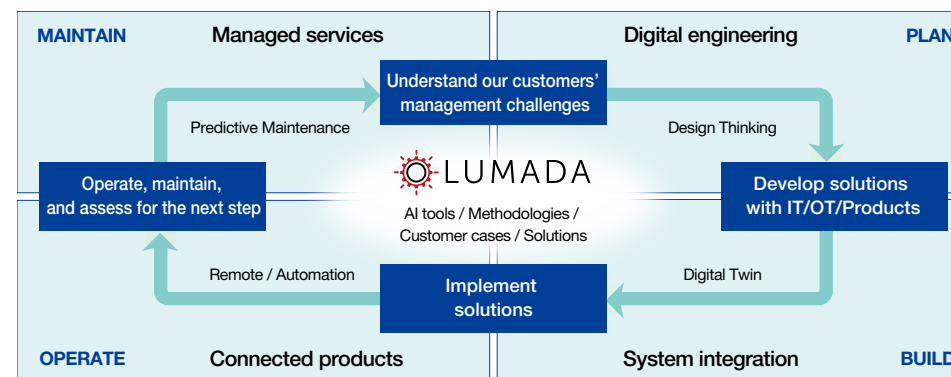 MAINTAIN
Managed services
Digital engineering
PLAN
Understand our customers'
management challenges
Predictive Maintenance
Design Thinking
Operate, maintain,
and assess for the next step
LUMADA
AI tools / Methodologies /
Customer cases / Solutions
Develop solutions
with IT/OT/Products
Remote / Automation
Implement
solutions
Digital Twin
OPERATE
Connected products
System integration
BUILD